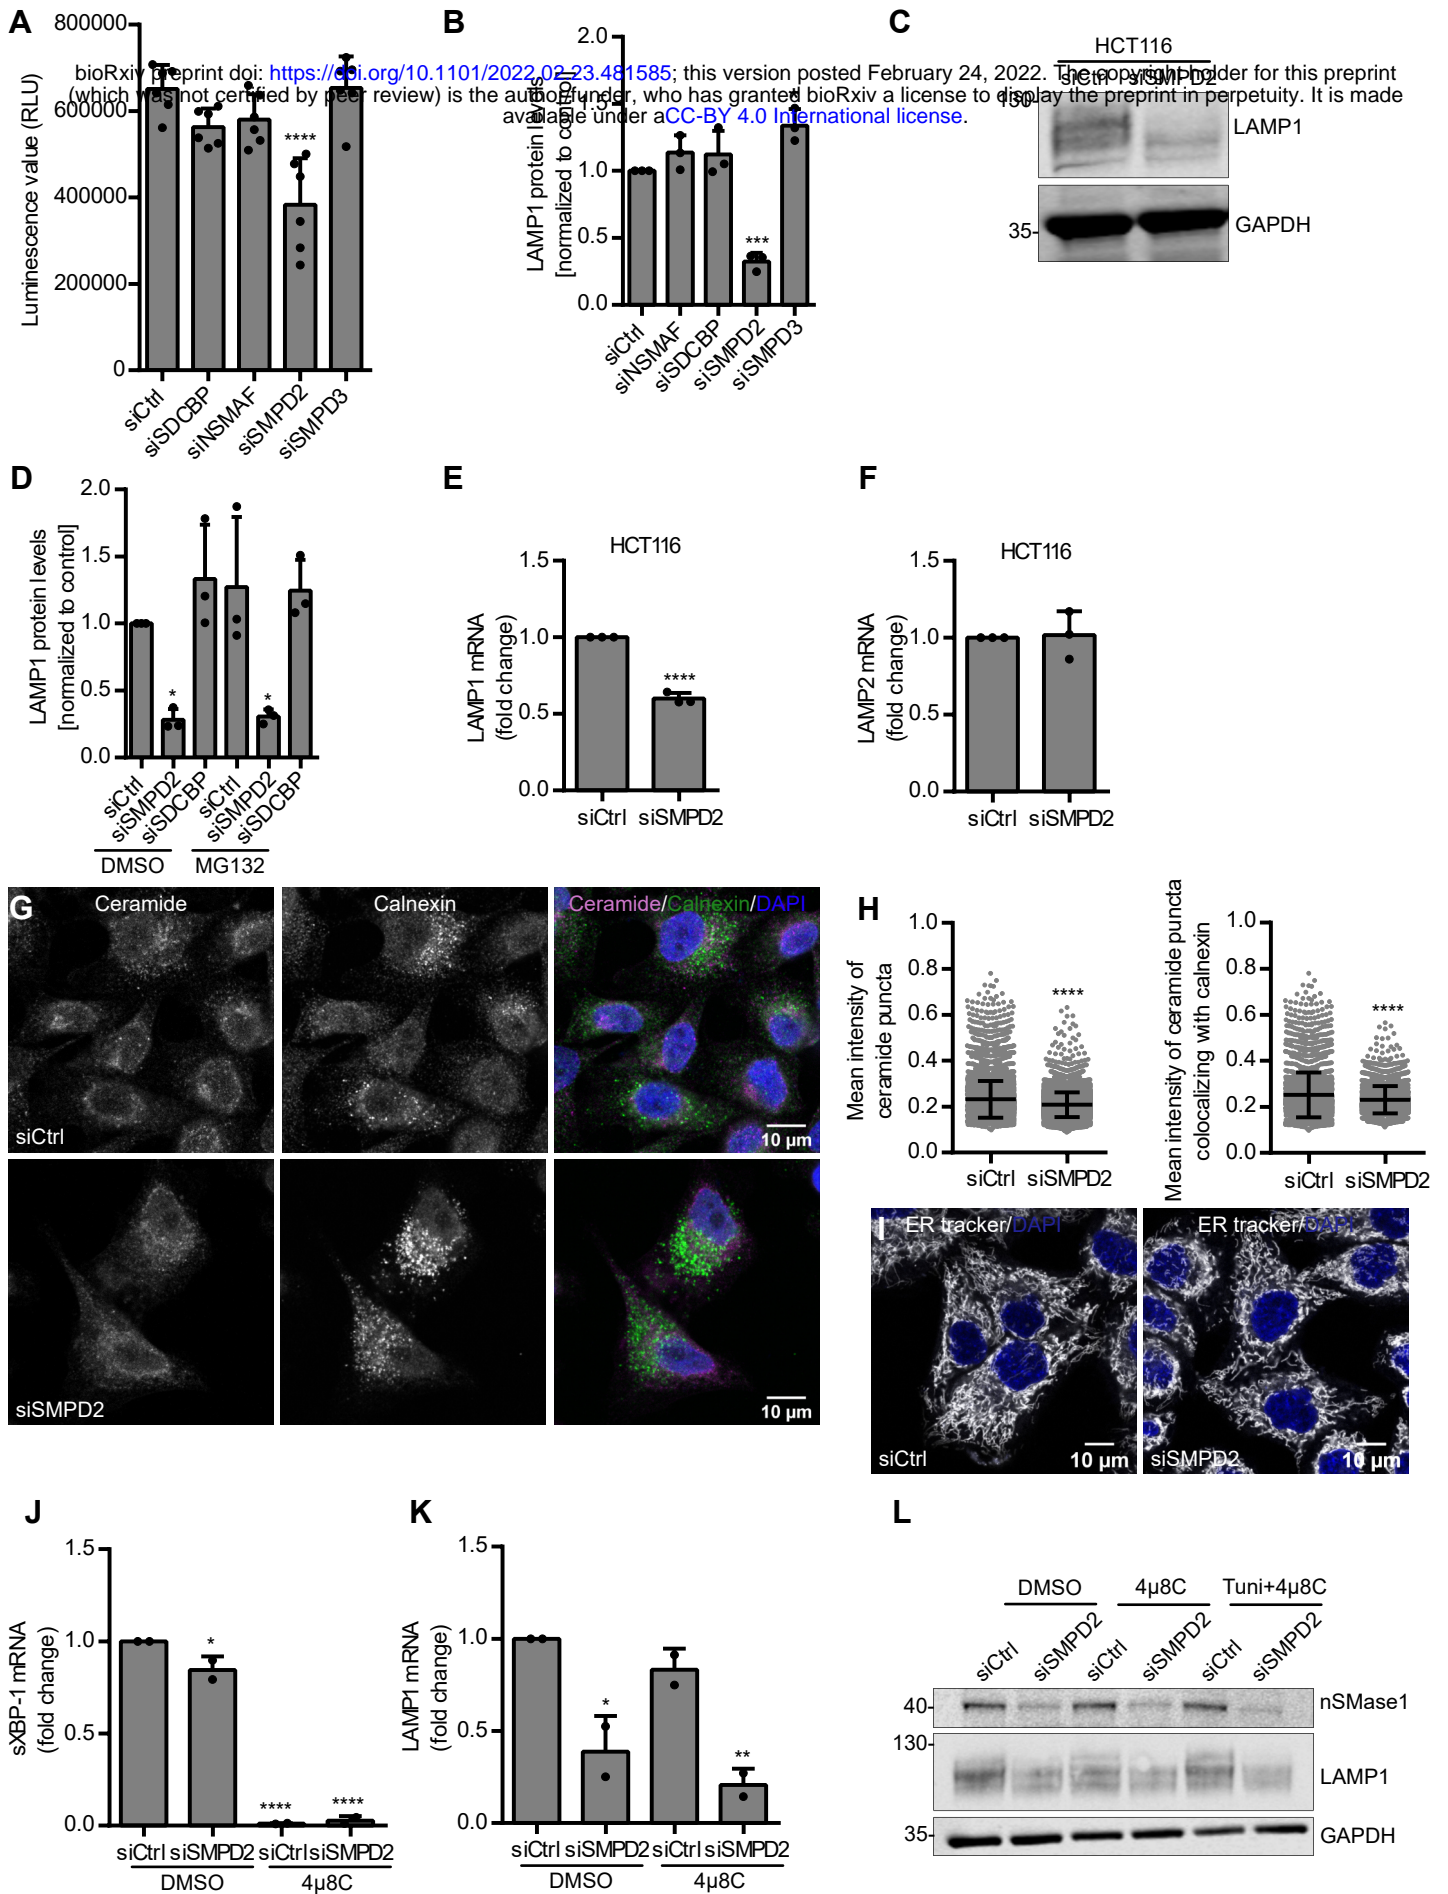 A
800000
600000
400000
200000
0
Luminescence value (RLU)
****
siCtrl
siSDCBP
siNSMAF
siSMPD2
siSMPD3
bioRxiv preprint doi: https://doi.org/10.1101/2022.02.23.481585; this version posted February 24, 2022. The copyright holder for this preprint
(which was not certified by peer review) is the author/funder, who has granted bioRxiv a license to display the preprint in perpetuity. It is made
available under aCC-BY 4.0 International license.
B
2.0
1.5
1.0
0.5
0.0
LAMP1 protein levels
[normalized to control]
***
*
siCtrl
siNSMAF
siSDCBP
siSMPD2
siSMPD3
C
HCT116
siCtrl siSMPD2
130-
LAMP1
35-
GAPDH
D
2.0
1.5
1.0
0.5
0.0
LAMP1 protein levels
[normalized to control]
*
*
siCtrl
siSMPD2
siSDCBP
siCtrl
siSMPD2
siSDCBP
DMSO
MG132
E
HCT116
1.5
1.0
0.5
0.0
LAMP1 mRNA
(fold change)
****
siCtrl siSMPD2
F
HCT116
1.5
1.0
0.5
0.0
LAMP2 mRNA
(fold change)
siCtrl siSMPD2
G
Ceramide
Calnexin
Ceramide/Calnexin/DAPI
siCtrl
10 µm
siSMPD2
10 µm
H
1.0
0.8
0.6
0.4
0.2
0.0
Mean intensity of
ceramide puncta
****
siCtrl siSMPD2
1.0
0.8
0.6
0.4
0.2
0.0
Mean intensity of ceramide puncta
colocalizing with calnexin
****
siCtrl siSMPD2
I
ER tracker/DAPI
siCtrl
10 µm
ER tracker/DAPI
siSMPD2
10 µm
J
1.5
1.0
0.5
0.0
sXBP-1 mRNA
(fold change)
*
****
****
siCtrl siSMPD2 siCtrl siSMPD2
DMSO
4µ8C
K
1.5
1.0
0.5
0.0
LAMP1 mRNA
(fold change)
*
**
siCtrl siSMPD2 siCtrl siSMPD2
DMSO
4µ8C
L
DMSO
4µ8C
Tuni+4µ8C
siCtrl
siSMPD2
siCtrl
siSMPD2
siCtrl
siSMPD2
40-
nSMase1
130-
LAMP1
35-
GAPDH